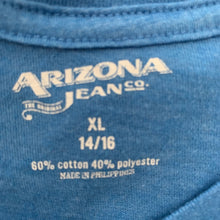 ARIZONA
THE ORIGINAL JEAN CO.
XL
14/16
60% cotton 40% polyester
MADE IN PHILIPPINES